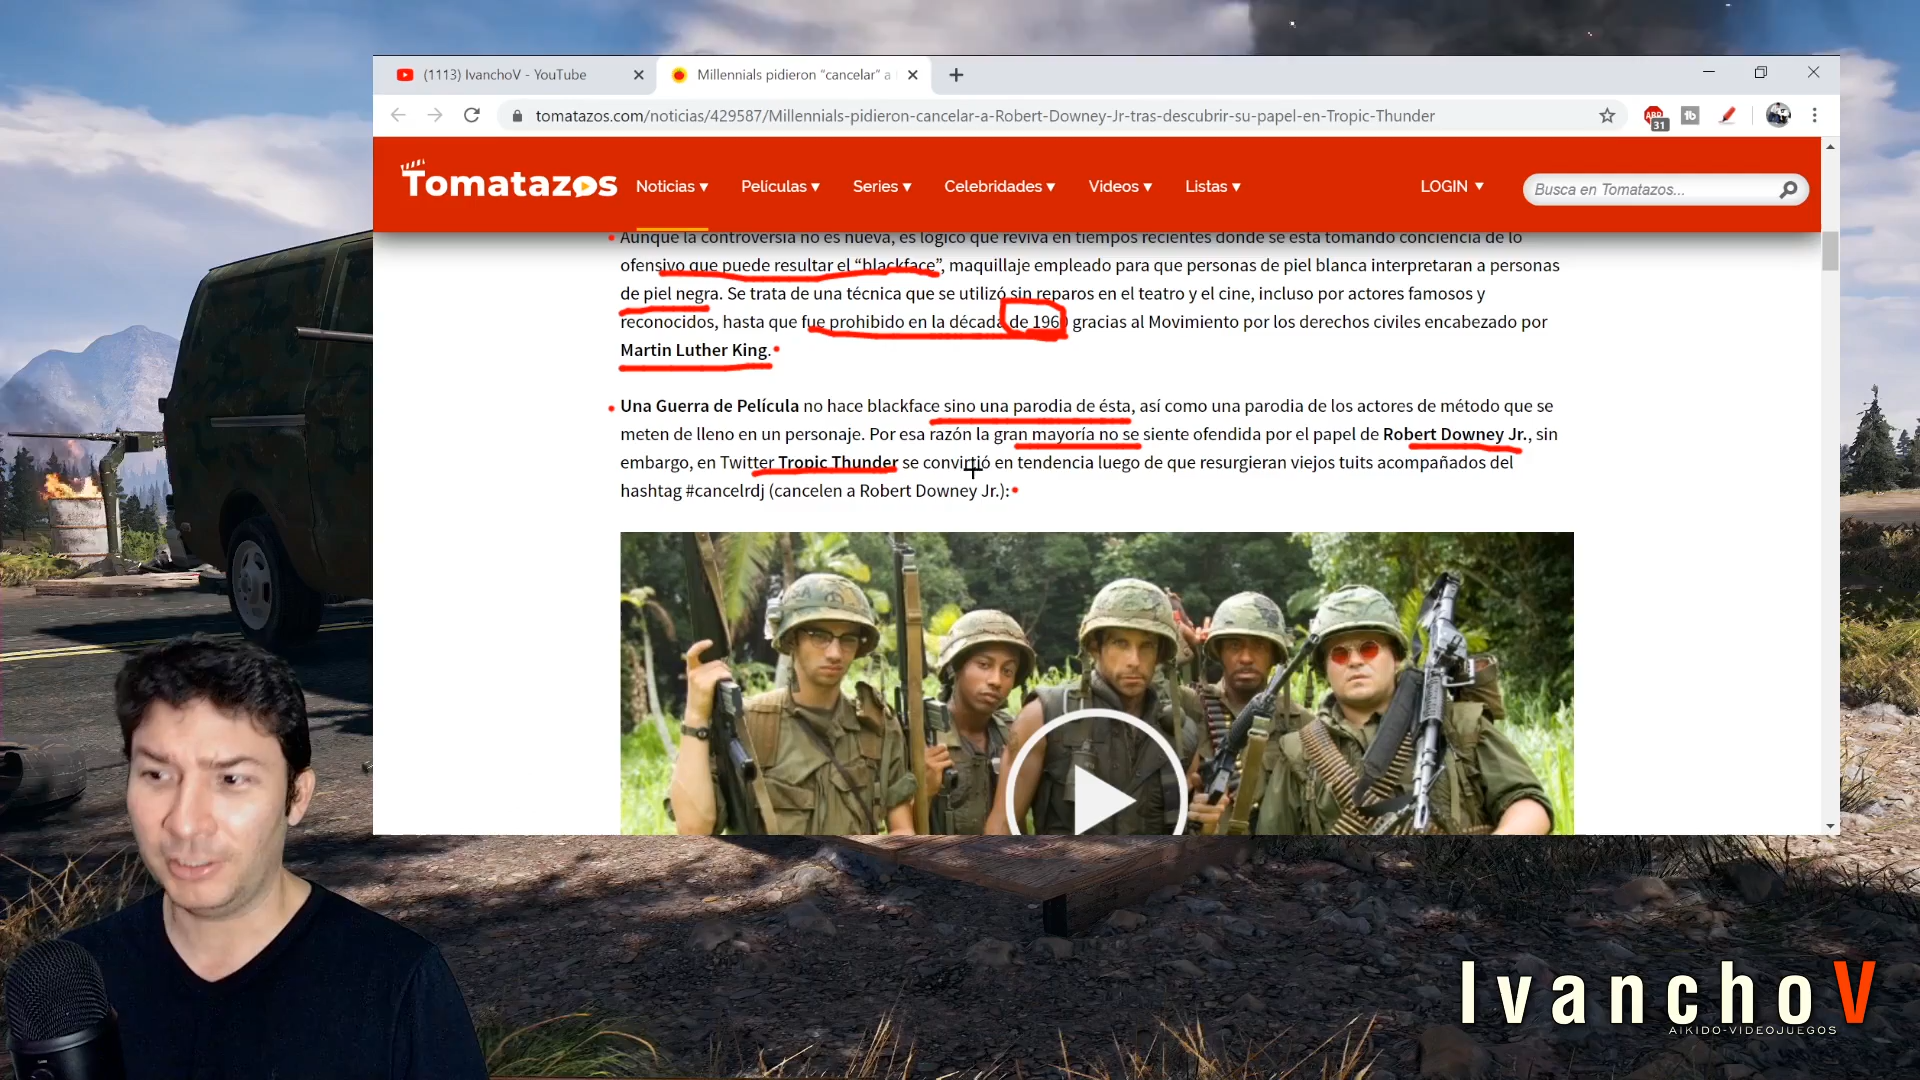 (1113) IvanchoV - YouTube
Millennials pidieron "cancelar" a
tomatazos.com/noticias/429587/Millennials-pidieron-cancelar-a-Robert-Downey-Jr-tras-descubrir-su-papel-en-Tropic-Thunder
ABP
31
tb
Tomatazos
Noticias ▾ Películas ▾ Series ▾ Celebridades ▾ Videos ▾ Listas ▾
LOGIN ▾
Busca en Tomatazos...
Aunque la controversia no es nueva, es lógico que reviva en tiempos recientes donde se está tomando conciencia de lo
ofensivo que puede resultar el “blackface”, maquillaje empleado para que personas de piel blanca interpretaran a personas
de piel negra. Se trata de una técnica que se utilizó sin reparos en el teatro y el cine, incluso por actores famosos y
reconocidos, hasta que fue prohibido en la década de 1960 gracias al Movimiento por los derechos civiles encabezado por
Martin Luther King.
Una Guerra de Película no hace blackface sino una parodia de ésta, así como una parodia de los actores de método que se
meten de lleno en un personaje. Por esa razón la gran mayoría no se siente ofendida por el papel de Robert Downey Jr., sin
embargo, en Twitter Tropic Thunder se convirtió en tendencia luego de que resurgieran viejos tuits acompañados del
hashtag #cancelrdj (cancelen a Robert Downey Jr.):
IvanchoV
AIKIDO-VIDEOJUEGOS